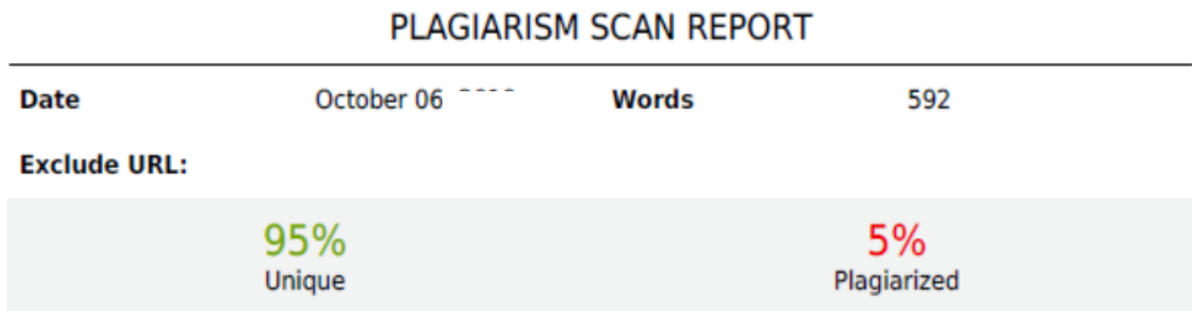 PLAGIARISM SCAN REPORT
Date October 06 Words 592
Exclude URL:
95% 5%
Unique Plagiarized